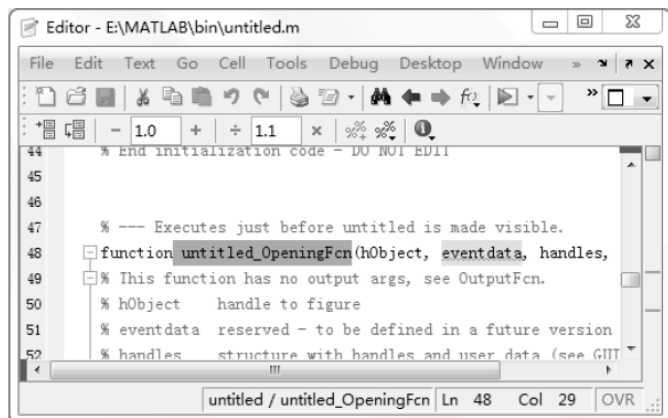 Editor - E:\MATLAB\bin\untitled.m
File Edit Text Go Cell Tools Debug Desktop Window »
»
- 1.0 + ÷ 1.1 ×
44 % End initialization code - DO NOT EDIT
45
46
47 % --- Executes just before untitled is made visible.
48 function untitled_OpeningFcn(hObject, eventdata, handles,
49 % This function has no output args, see OutputFcn.
50 % hObject handle to figure
51 % eventdata reserved - to be defined in a future version
52 % handles structure with handles and user data (see GUI
untitled / untitled_OpeningFcn Ln 48 Col 29 OVR